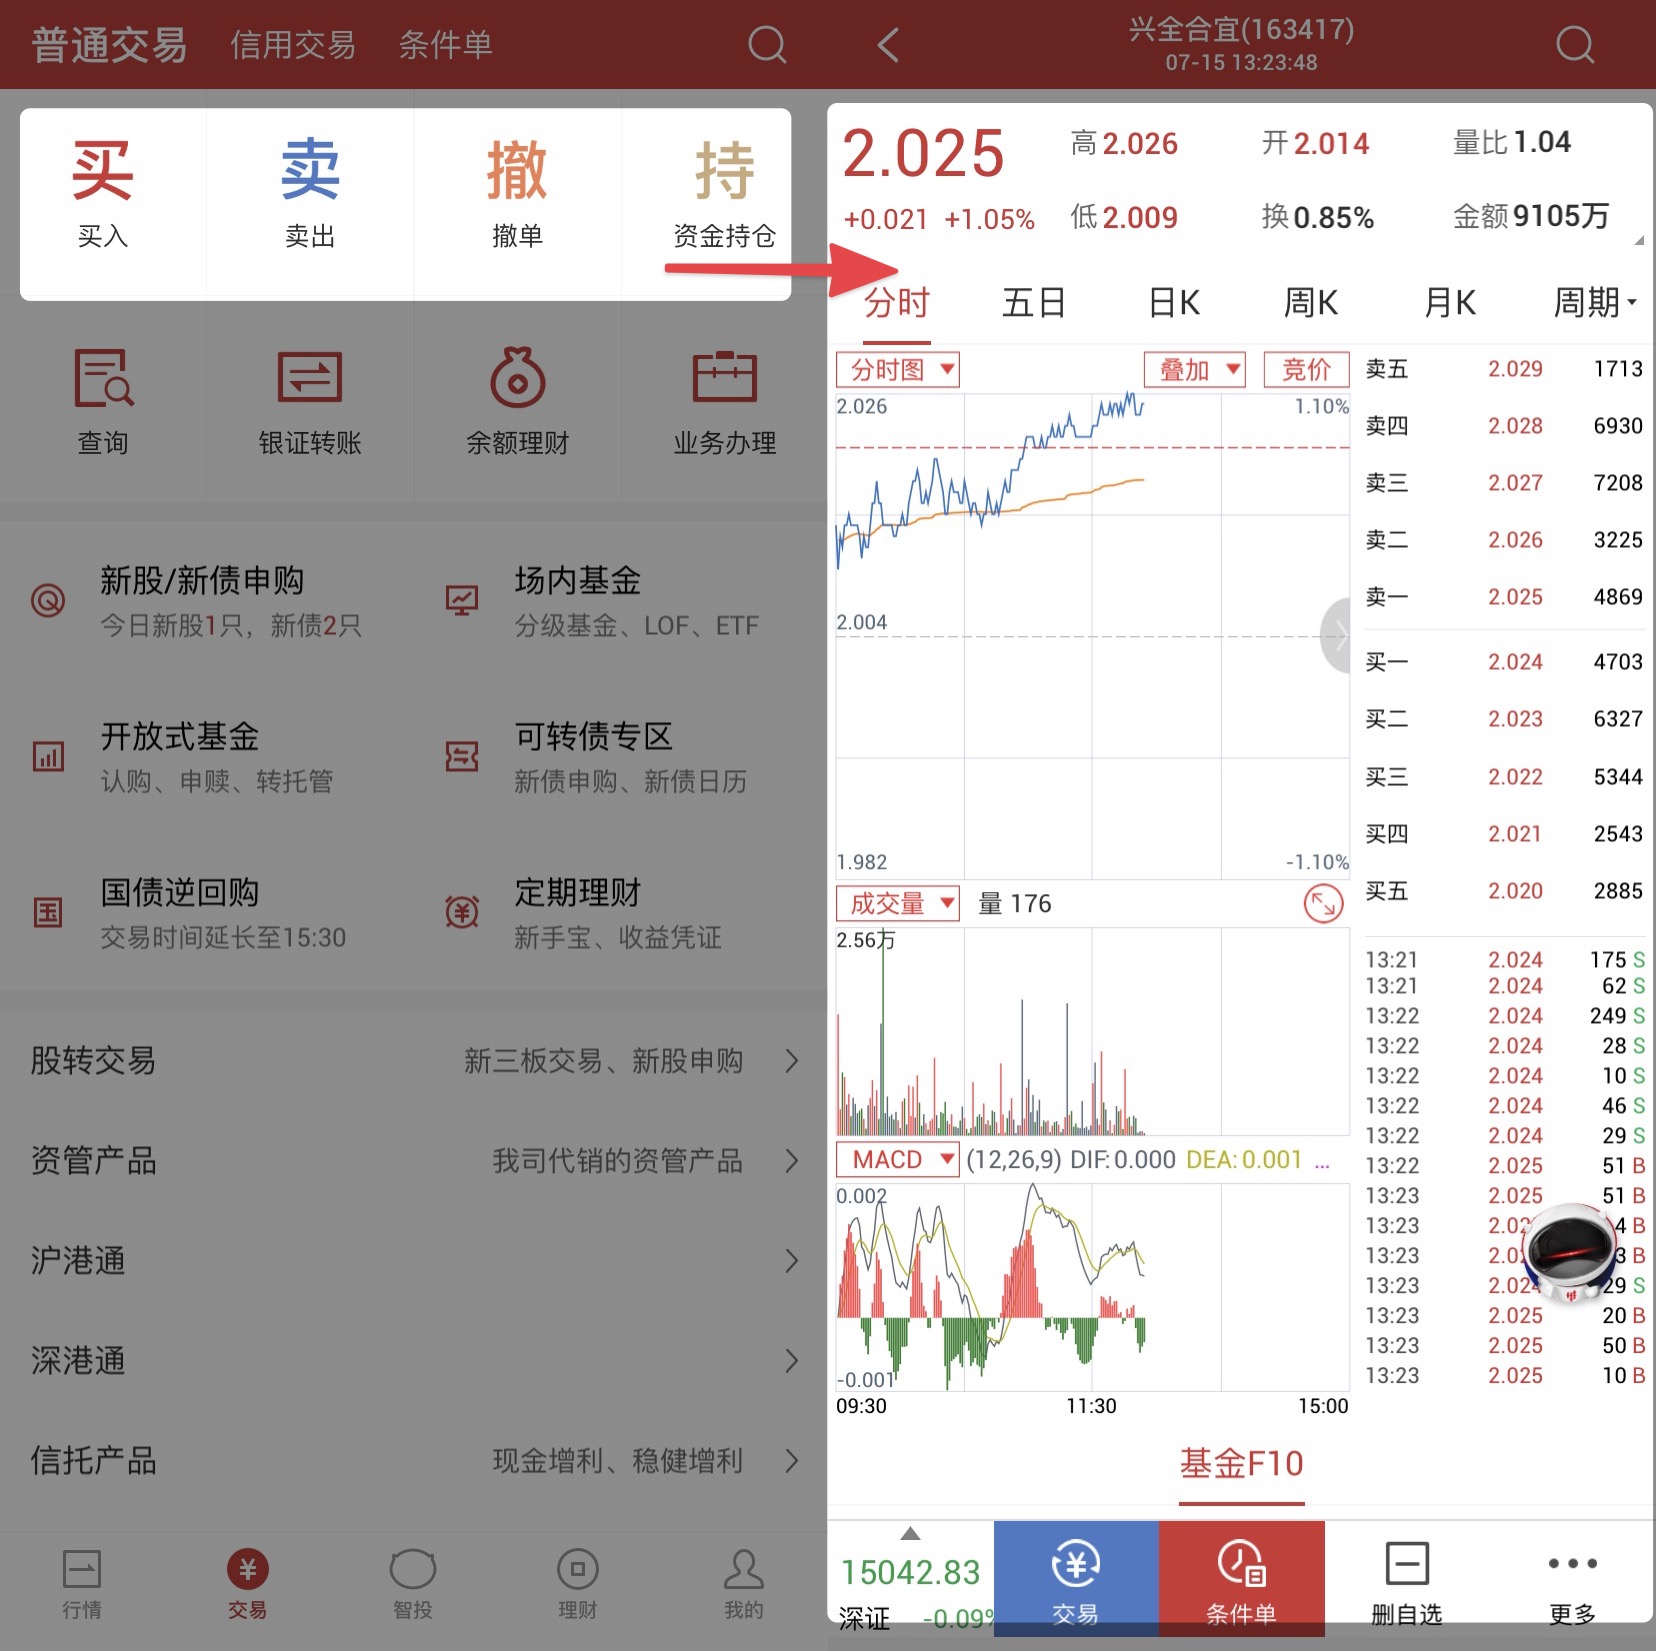 普通交易 信用交易 条件单
买 卖 撤 持
买入 卖出 撤单 资金持仓
查询 银证转账 余额理财 业务办理
新股/新债申购 场内基金
今日新股1只，新债2只 分级基金、LOF、ETF
开放式基金 可转债专区
认购、申赎、转托管 新债申购、新债日历
国债逆回购 定期理财
交易时间延长至15:30 新手宝、收益凭证
股转交易 新三板交易、新股申购
资管产品 我司代销的资管产品
沪港通
深港通
信托产品 现金增利、稳健增利
行情 交易 智投 理财 我的
兴全合宜(163417)
07-15 13:23:48
2.025 高 2.026 开 2.014 量比 1.04
+0.021 +1.05% 低 2.009 换 0.85% 金额 9105万
分时 五日 日K 周K 月K 周期
分时图 叠加 竞价
2.026 1.10%
2.004
1.982 -1.10%
成交量 量 176
2.56万
MACD (12,26,9) DIF:0.000 DEA:0.001 ...
0.002
-0.001
09:30 11:30 15:00
卖五 2.029 1713
卖四 2.028 6930
卖三 2.027 7208
卖二 2.026 3225
卖一 2.025 4869
买一 2.024 4703
买二 2.023 6327
买三 2.022 5344
买四 2.021 2543
买五 2.020 2885
13:21 2.024 175 S
13:21 2.024 62 S
13:22 2.024 249 S
13:22 2.024 28 S
13:22 2.024 10 S
13:22 2.024 46 S
13:22 2.024 29 S
13:22 2.025 51 B
13:23 2.025 51 B
13:23 B
13:23 B
13:23 2.024 29 S
13:23 2.025 20 B
13:23 2.025 50 B
13:23 2.025 10 B
基金F10
15042.83
深证 -0.09%
交易 条件单 删自选 更多